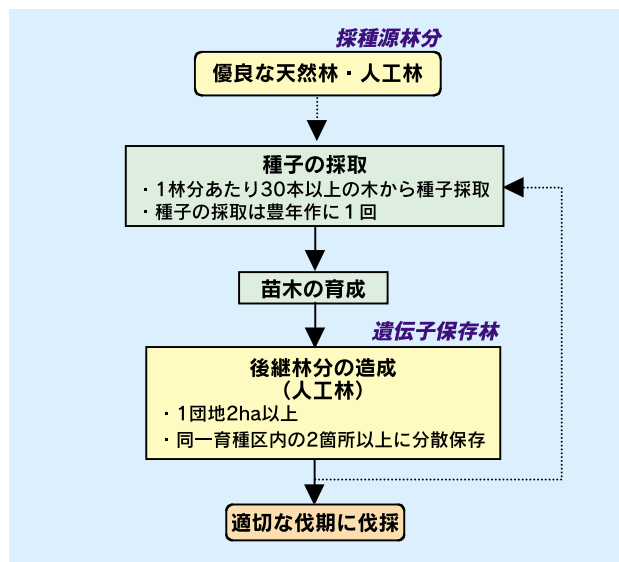 採種源林分
優良な天然林・人工林
種子の採取
・1林分あたり30本以上の木から種子採取
・種子の採取は豊年作に1回
苗木の育成
遺伝子保存林
後継林分の造成
（人工林）
・1団地2ha以上
・同一育種区内の2箇所以上に分散保存
適切な伐期に伐採